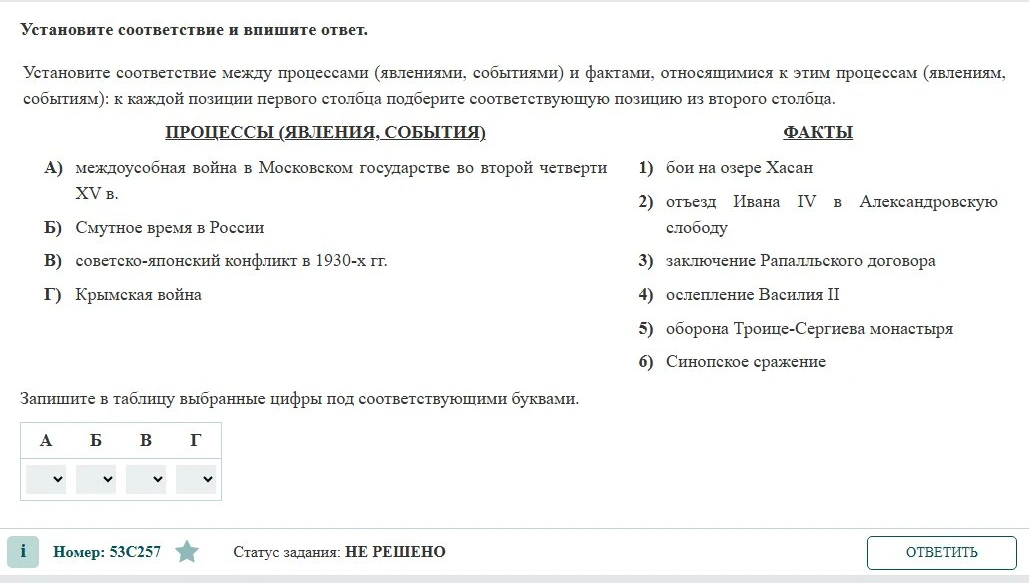 Установите соответствие и впишите ответ.
Установите соответствие между процессами (явлениями, событиями) и фактами, относящимися к этим процессам (явлениям,
событиям): к каждой позиции первого столбца подберите соответствующую позицию из второго столбца.
ПРОЦЕССЫ (ЯВЛЕНИЯ, СОБЫТИЯ)
А) междоусобная война в Московском государстве во второй четверти
XV в.
Б) Смутное время в России
В) советско-японский конфликт в 1930-х гг.
Г) Крымская война
ФАКТЫ
1) бои на озере Хасан
2) отъезд Ивана IV в Александровскую
слободу
3) заключение Рапалльского договора
4) ослепление Василия II
5) оборона Троице-Сергиева монастыря
6) Синопское сражение
Запишите в таблицу выбранные цифры под соответствующими буквами.
А Б В Г
i Номер: 53C257 Статус задания: НЕ РЕШЕНО ОТВЕТИТЬ